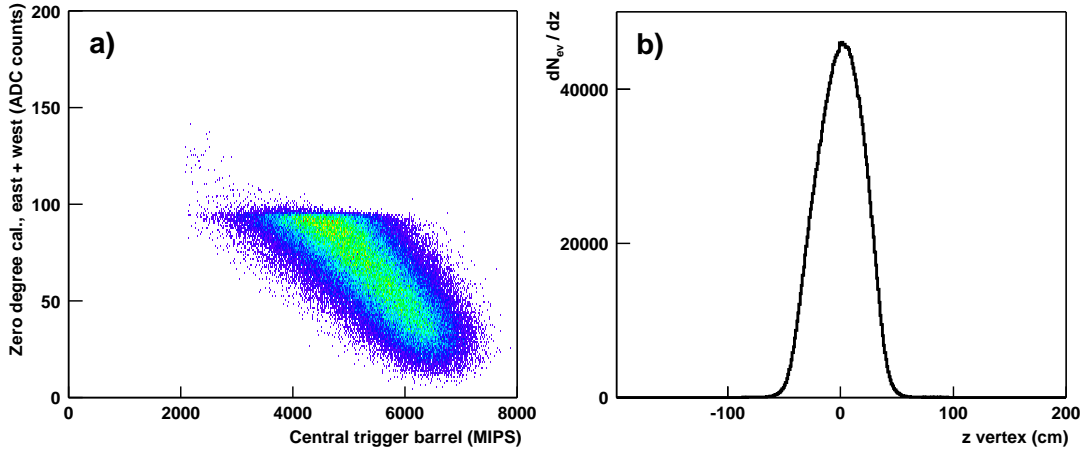 a)
Zero degree cal., east + west (ADC counts)
200
150
100
50
0
0 2000 4000 6000 8000
Central trigger barrel (MIPS)
b)
dN_ev / dz
40000
20000
0
-100 0 100 200
z vertex (cm)